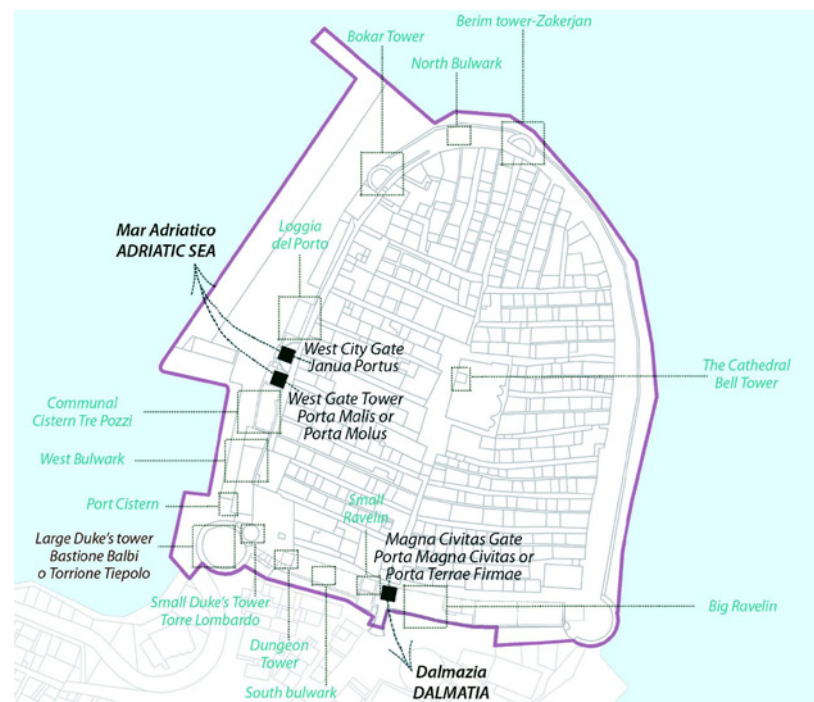 Berim tower-Zakerjan
Bokar Tower
North Bulwark
Mar Adriatico
ADRIATIC SEA
Loggia
del Porto
West City Gate
Janua Portus
The Cathedral
Bell Tower
West Gate Tower
Porta Malis or
Porta Molus
Communal
Cistern Tre Pozzi
West Bulwark
Port Cistern
Small
Ravelin
Large Duke's tower
Bastione Balbi
o Torrione Tiepolo
Magna Civitas Gate
Porta Magna Civitas or
Porta Terrae Firmae
Small Duke's Tower
Torre Lombardo
Big Ravelin
Dungeon
Tower
South bulwark
Dalmazia
DALMATIA